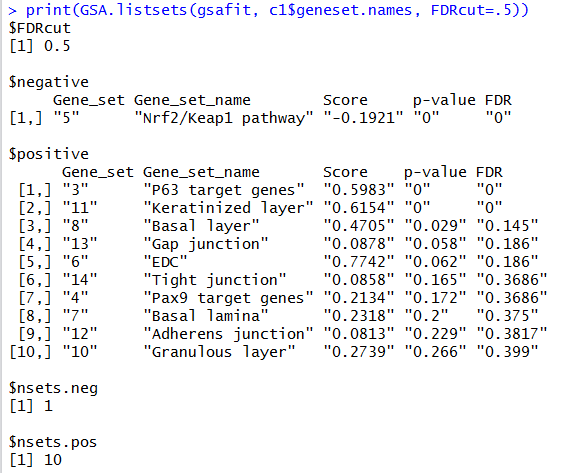 > print(GSA.listsets(gsafit, c1$geneset.names, FDRcut=.5))
$FDRcut
[1] 0.5
$negative
Gene_set Gene_set_name Score p-value FDR
[1,] "5" "Nrf2/Keap1 pathway" "-0.1921" "0" "0"
$positive
Gene_set Gene_set_name Score p-value FDR
[1,] "3" "P63 target genes" "0.5983" "0" "0"
[2,] "11" "Keratinized layer" "0.6154" "0" "0"
[3,] "8" "Basal layer" "0.4705" "0.029" "0.145"
[4,] "13" "Gap junction" "0.0878" "0.058" "0.186"
[5,] "6" "EDC" "0.7742" "0.062" "0.186"
[6,] "14" "Tight junction" "0.0858" "0.165" "0.3686"
[7,] "4" "Pax9 target genes" "0.2134" "0.172" "0.3686"
[8,] "7" "Basal lamina" "0.2318" "0.2" "0.375"
[9,] "12" "Adherens junction" "0.0813" "0.229" "0.3817"
[10,] "10" "Granulous layer" "0.2739" "0.266" "0.399"
$nsets.neg
[1] 1
$nsets.pos
[1] 10